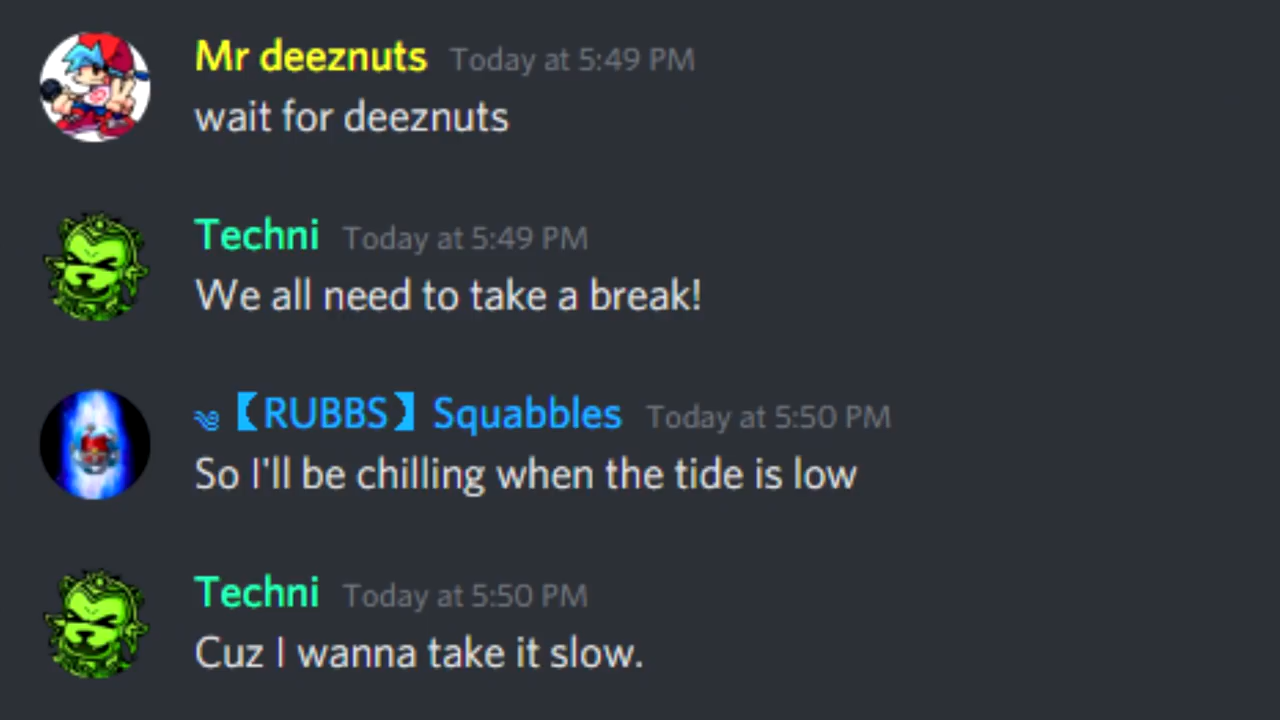 Mr deeznuts Today at 5:49 PM
wait for deeznuts
Techni Today at 5:49 PM
We all need to take a break!
༄【RUBBS】Squabbles Today at 5:50 PM
So I'll be chilling when the tide is low
Techni Today at 5:50 PM
Cuz I wanna take it slow.